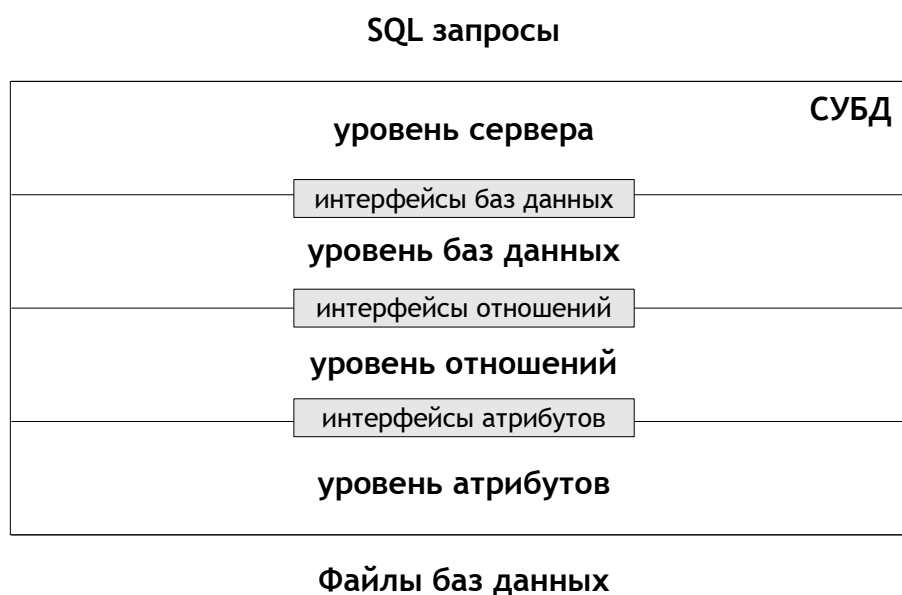 SQL запросы
СУБД
уровень сервера
интерфейсы баз данных
уровень баз данных
интерфейсы отношений
уровень отношений
интерфейсы атрибутов
уровень атрибутов
Файлы баз данных